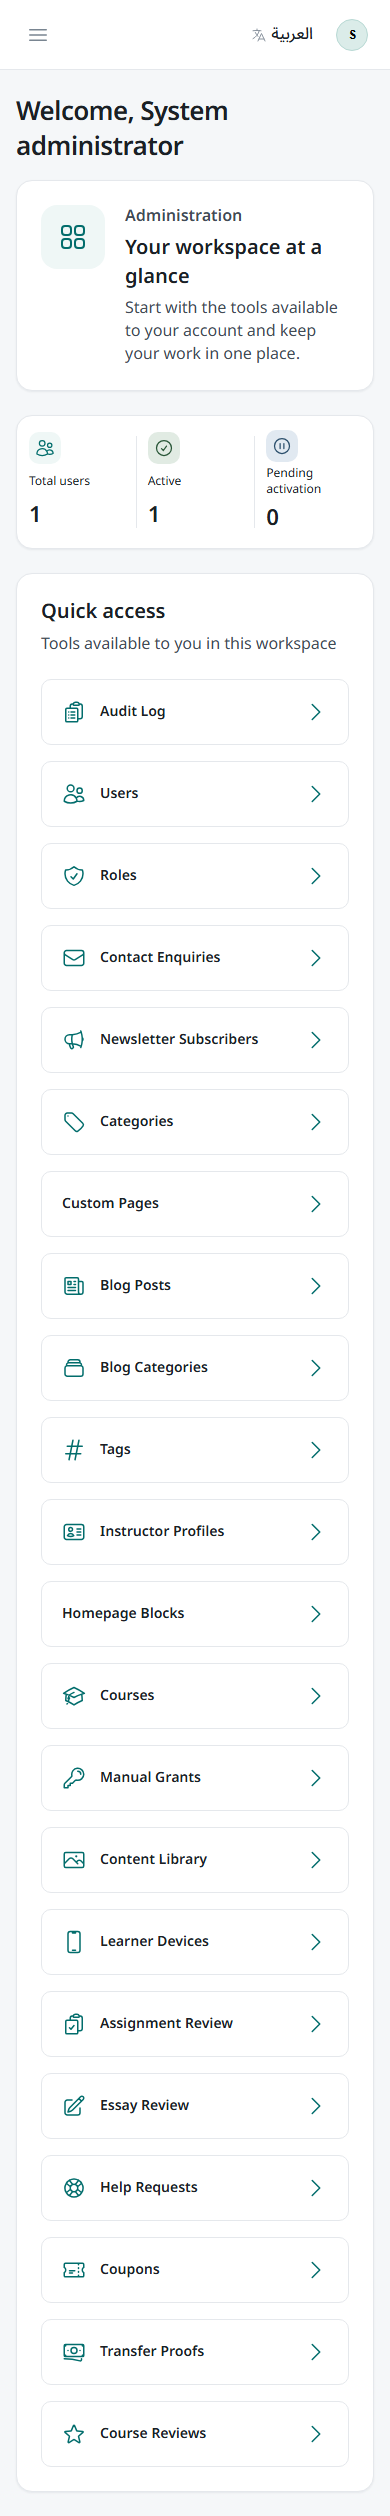 العربية
S
Welcome, System
administrator
Administration
Your workspace at a
glance
Start with the tools available
to your account and keep
your work in one place.
Total users
1
Active
1
Pending
activation
0
Quick access
Tools available to you in this workspace
Audit Log
Users
Roles
Contact Enquiries
Newsletter Subscribers
Categories
Custom Pages
Blog Posts
Blog Categories
Tags
Instructor Profiles
Homepage Blocks
Courses
Manual Grants
Content Library
Learner Devices
Assignment Review
Essay Review
Help Requests
Coupons
Transfer Proofs
Course Reviews